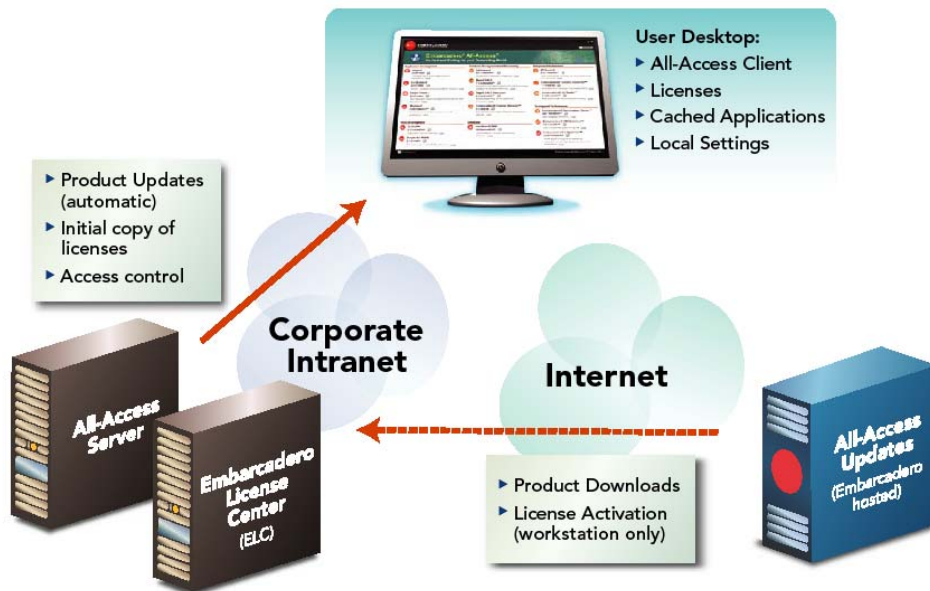 User Desktop:
All-Access Client
Licenses
Cached Applications
Local Settings
Product Updates
(automatic)
Initial copy of
licenses
Access control
Corporate
Intranet
Internet
All-Access
Server
Embarcadero
License
Center
(ELC)
All-Access
Updates
(Embarcadero
hosted)
Product Downloads
License Activation
(workstation only)